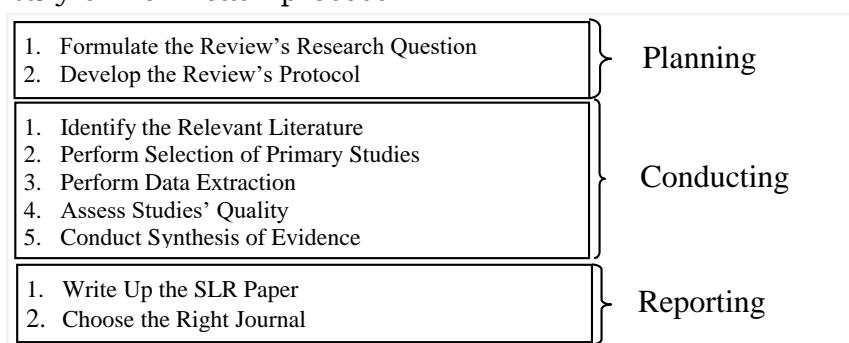 1. Formulate the Review's Research Question
2. Develop the Review's Protocol
Planning
1. Identify the Relevant Literature
2. Perform Selection of Primary Studies
3. Perform Data Extraction
4. Assess Studies' Quality
5. Conduct Synthesis of Evidence
Conducting
1. Write Up the SLR Paper
2. Choose the Right Journal
Reporting